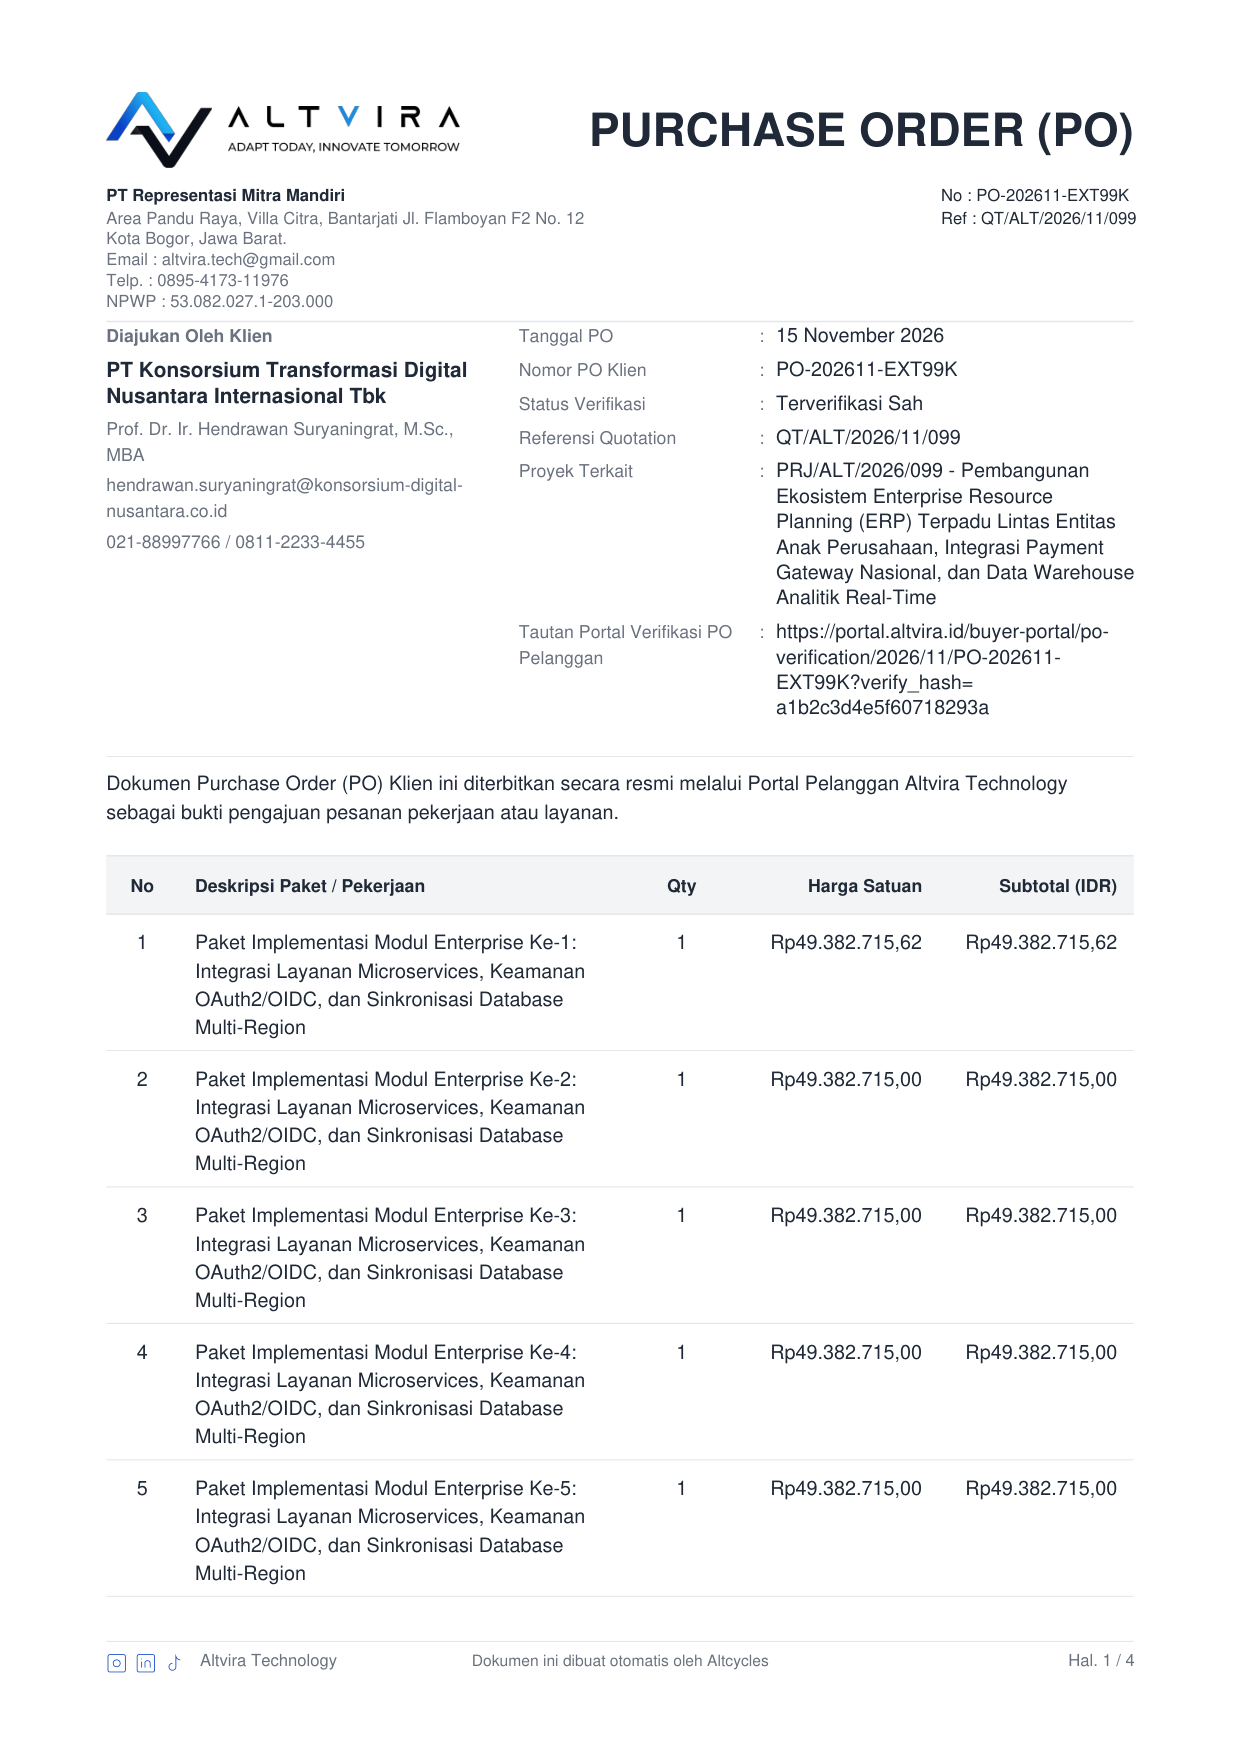 ALTVIRA
ADAPT TODAY, INNOVATE TOMORROW
PURCHASE ORDER (PO)
PT Representasi Mitra Mandiri
Area Pandu Raya, Villa Citra, Bantarjati Jl. Flamboyan F2 No. 12
Kota Bogor, Jawa Barat.
Email : altvira.tech@gmail.com
Telp. : 0895-4173-11976
NPWP : 53.082.027.1-203.000
No : PO-202611-EXT99K
Ref : QT/ALT/2026/11/099
Diajukan Oleh Klien
PT Konsorsium Transformasi Digital
Nusantara Internasional Tbk
Prof. Dr. Ir. Hendrawan Suryaningrat, M.Sc.,
MBA
hendrawan.suryaningrat@konsorsium-digital-
nusantara.co.id
021-88997766 / 0811-2233-4455
Tanggal PO : 15 November 2026
Nomor PO Klien : PO-202611-EXT99K
Status Verifikasi : Terverifikasi Sah
Referensi Quotation : QT/ALT/2026/11/099
Proyek Terkait : PRJ/ALT/2026/099 - Pembangunan
Ekosistem Enterprise Resource
Planning (ERP) Terpadu Lintas Entitas
Anak Perusahaan, Integrasi Payment
Gateway Nasional, dan Data Warehouse
Analitik Real-Time
Tautan Portal Verifikasi PO : https://portal.altvira.id/buyer-portal/po-
Pelanggan verification/2026/11/PO-202611-
EXT99K?verify_hash=
a1b2c3d4e5f60718293a
Dokumen Purchase Order (PO) Klien ini diterbitkan secara resmi melalui Portal Pelanggan Altvira Technology
sebagai bukti pengajuan pesanan pekerjaan atau layanan.
No Deskripsi Paket / Pekerjaan Qty Harga Satuan Subtotal (IDR)
1 Paket Implementasi Modul Enterprise Ke-1: 1 Rp49.382.715,62 Rp49.382.715,62
Integrasi Layanan Microservices, Keamanan
OAuth2/OIDC, dan Sinkronisasi Database
Multi-Region
2 Paket Implementasi Modul Enterprise Ke-2: 1 Rp49.382.715,00 Rp49.382.715,00
Integrasi Layanan Microservices, Keamanan
OAuth2/OIDC, dan Sinkronisasi Database
Multi-Region
3 Paket Implementasi Modul Enterprise Ke-3: 1 Rp49.382.715,00 Rp49.382.715,00
Integrasi Layanan Microservices, Keamanan
OAuth2/OIDC, dan Sinkronisasi Database
Multi-Region
4 Paket Implementasi Modul Enterprise Ke-4: 1 Rp49.382.715,00 Rp49.382.715,00
Integrasi Layanan Microservices, Keamanan
OAuth2/OIDC, dan Sinkronisasi Database
Multi-Region
5 Paket Implementasi Modul Enterprise Ke-5: 1 Rp49.382.715,00 Rp49.382.715,00
Integrasi Layanan Microservices, Keamanan
OAuth2/OIDC, dan Sinkronisasi Database
Multi-Region
Altvira Technology Dokumen ini dibuat otomatis oleh Altcycles Hal. 1 / 4